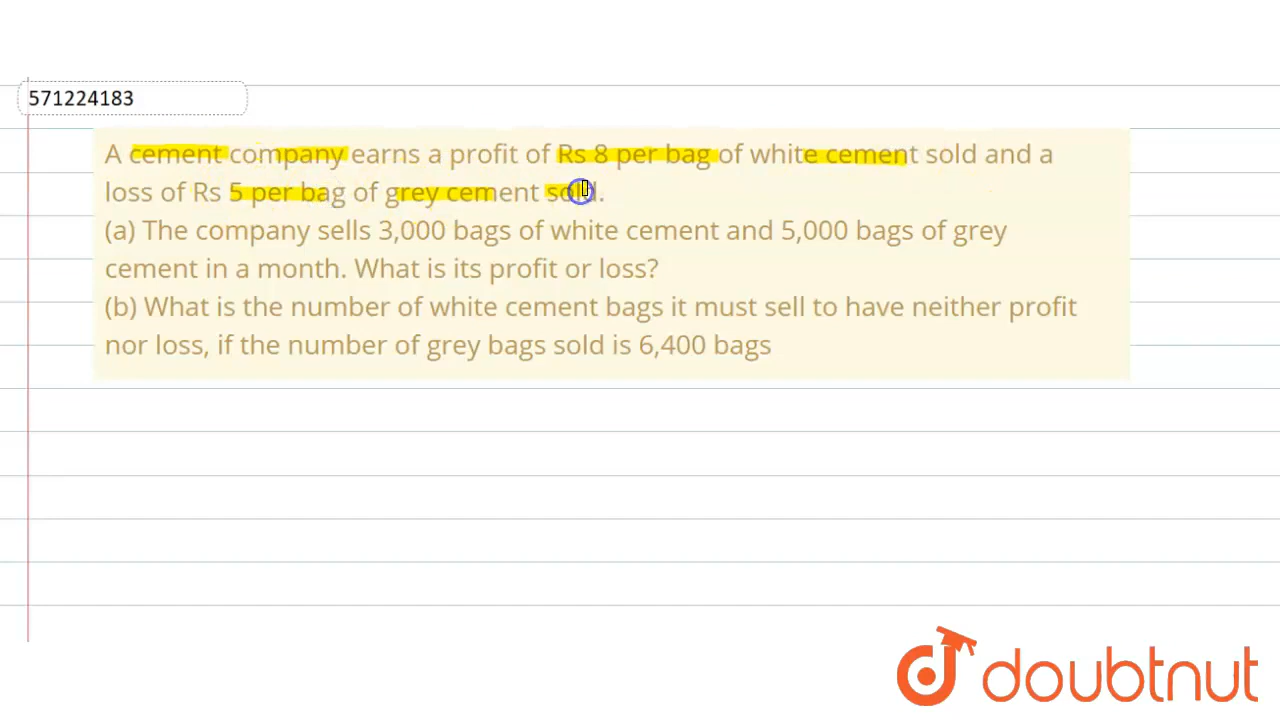 571224183
A cement company earns a profit of Rs 8 per bag of white cement sold and a
loss of Rs 5 per bag of grey cement sold.
(a) The company sells 3,000 bags of white cement and 5,000 bags of grey
cement in a month. What is its profit or loss?
(b) What is the number of white cement bags it must sell to have neither profit
nor loss, if the number of grey bags sold is 6,400 bags
doubtnut